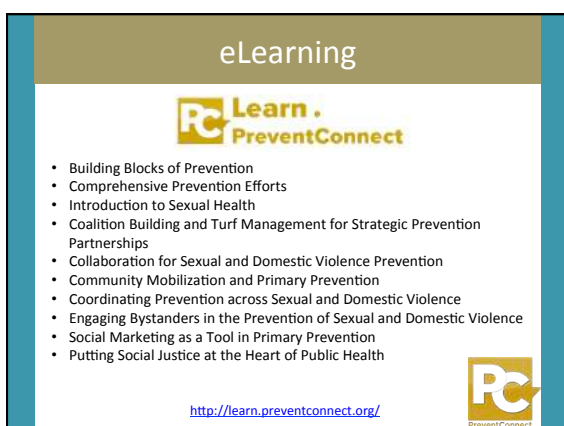 eLearning
PC Learn .
PreventConnect
• Building Blocks of Prevention
• Comprehensive Prevention Efforts
• Introduction to Sexual Health
• Coalition Building and Turf Management for Strategic Prevention
Partnerships
• Collaboration for Sexual and Domestic Violence Prevention
• Community Mobilization and Primary Prevention
• Coordinating Prevention across Sexual and Domestic Violence
• Engaging Bystanders in the Prevention of Sexual and Domestic Violence
• Social Marketing as a Tool in Primary Prevention
• Putting Social Justice at the Heart of Public Health
http://learn.preventconnect.org/
PC
PreventConnect